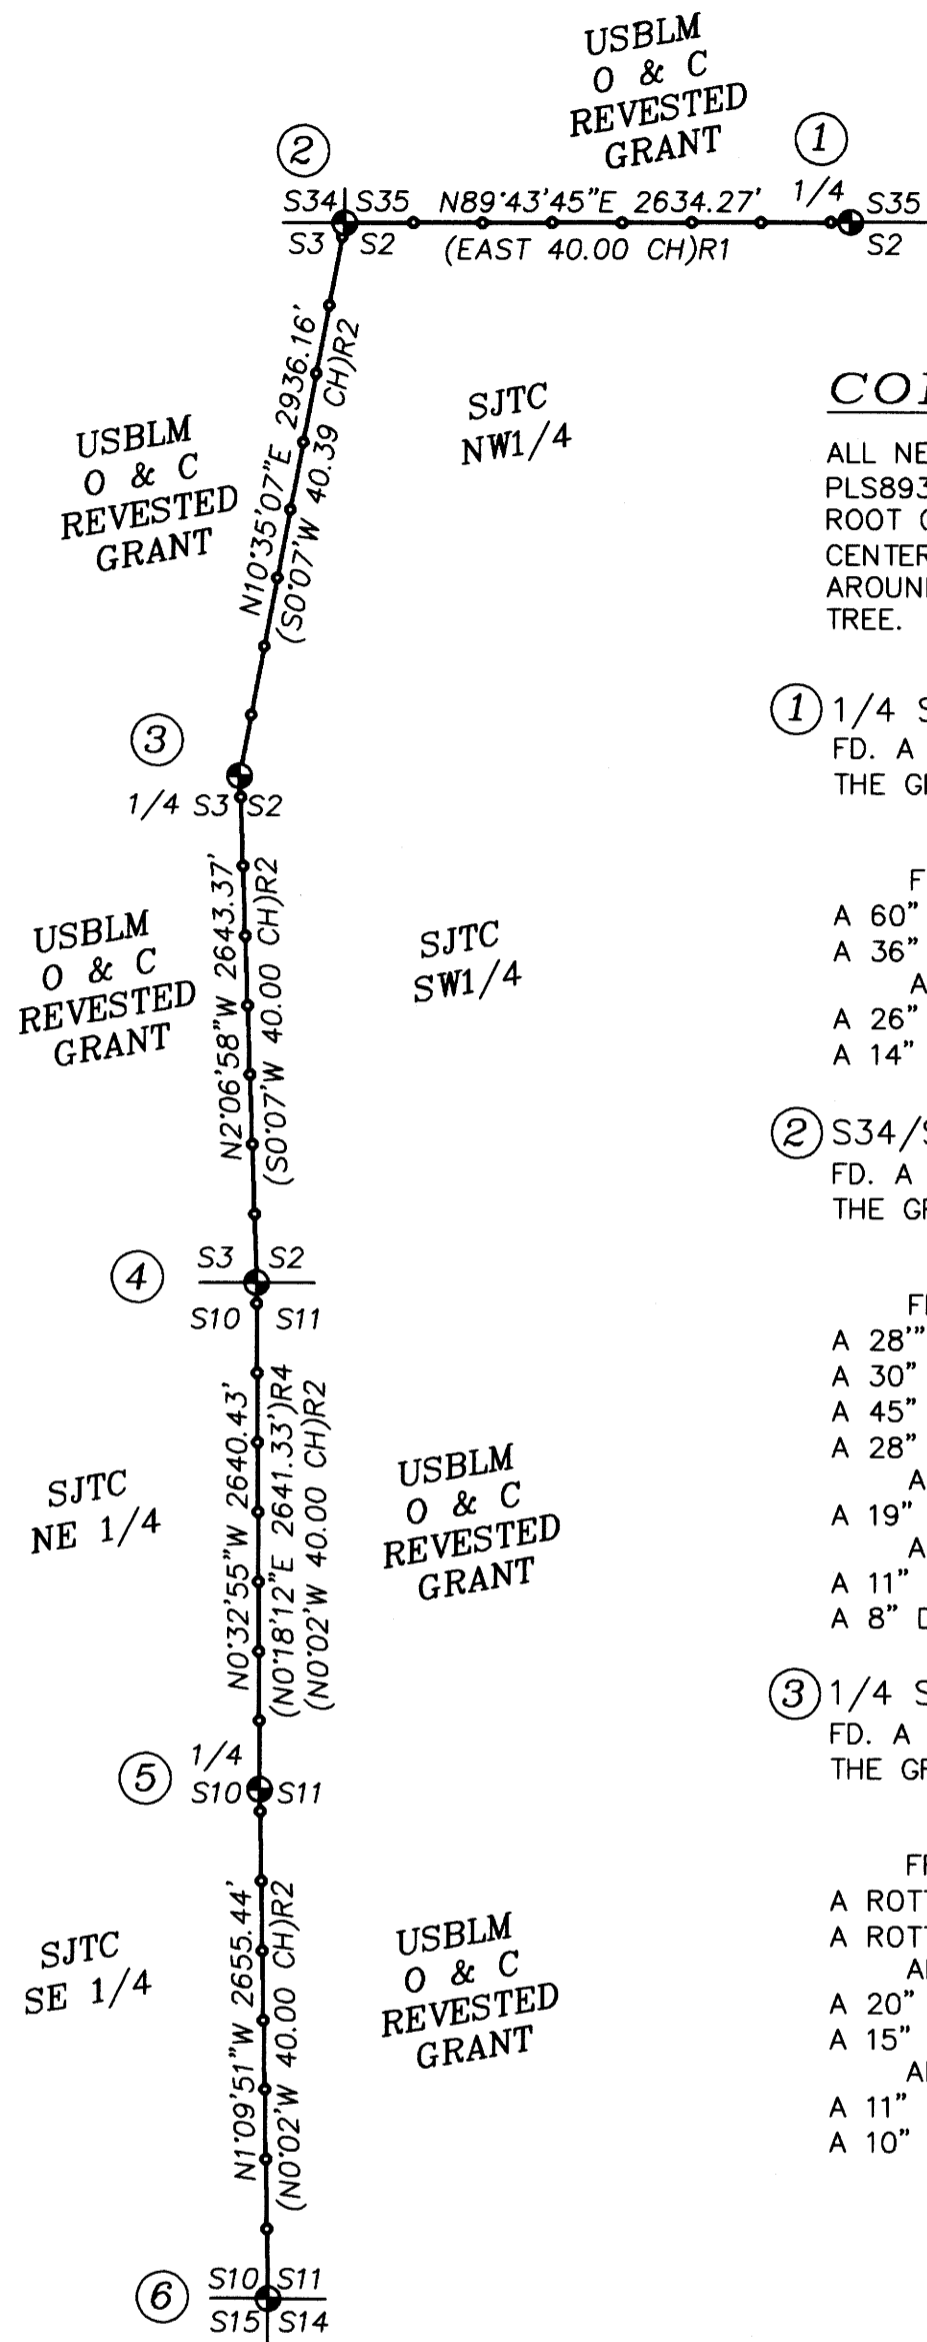 USBLM
O & C
REVESTED
GRANT
2
1
S34 S35 N89°43'45"E 2634.27' 1/4 S35
S3 S2 (EAST 40.00 CH)R1 S2
N10°35'07"E 2936.16'
(S0°07'W 40.39 CH)R2
USBLM
O & C
REVESTED
GRANT
SJTC
NW1/4
3
1/4 S3 S2
N2°06'58"W 2643.37'
(S0°07'W 40.00 CH)R2
USBLM
O & C
REVESTED
GRANT
SJTC
SW1/4
4
S3 S2
S10 S11
N0°32'55"W 2640.43'
(N0°18'12"E 2641.33')R4
(N0°02'W 40.00 CH)R2
SJTC
NE 1/4
USBLM
O & C
REVESTED
GRANT
5
1/4
S10 S11
N1°09'51"W 2655.44'
(N0°02'W 40.00 CH)R2
SJTC
SE 1/4
USBLM
O & C
REVESTED
GRANT
6
S10 S11
S15 S14
ALL NE
PLS893
ROOT
CENTER
AROUN
TREE.
1 1/4 S
FD. A
THE G
F
A 60"
A 36"
A
A 26"
A 14"
2 S34/S
FD. A
THE G
F
A 28'"
A 30"
A 45"
A 28"
A
A 19"
A
A 11"
A 8"
3 1/4 S
FD. A
THE G
F
A ROT
A ROT
A
A 20"
A 15"
A
A 11"
A 10"